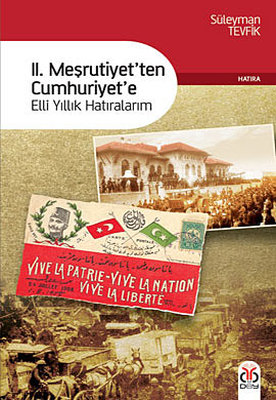 Süleyman
TEVFİK
HATIRA
II. Meşrutiyet'ten
Cumhuriyet'e
Elli Yıllık Hatıralarım
VIVE LA PATRIE-VIVE LA NATION
VIVE LA LIBERTE